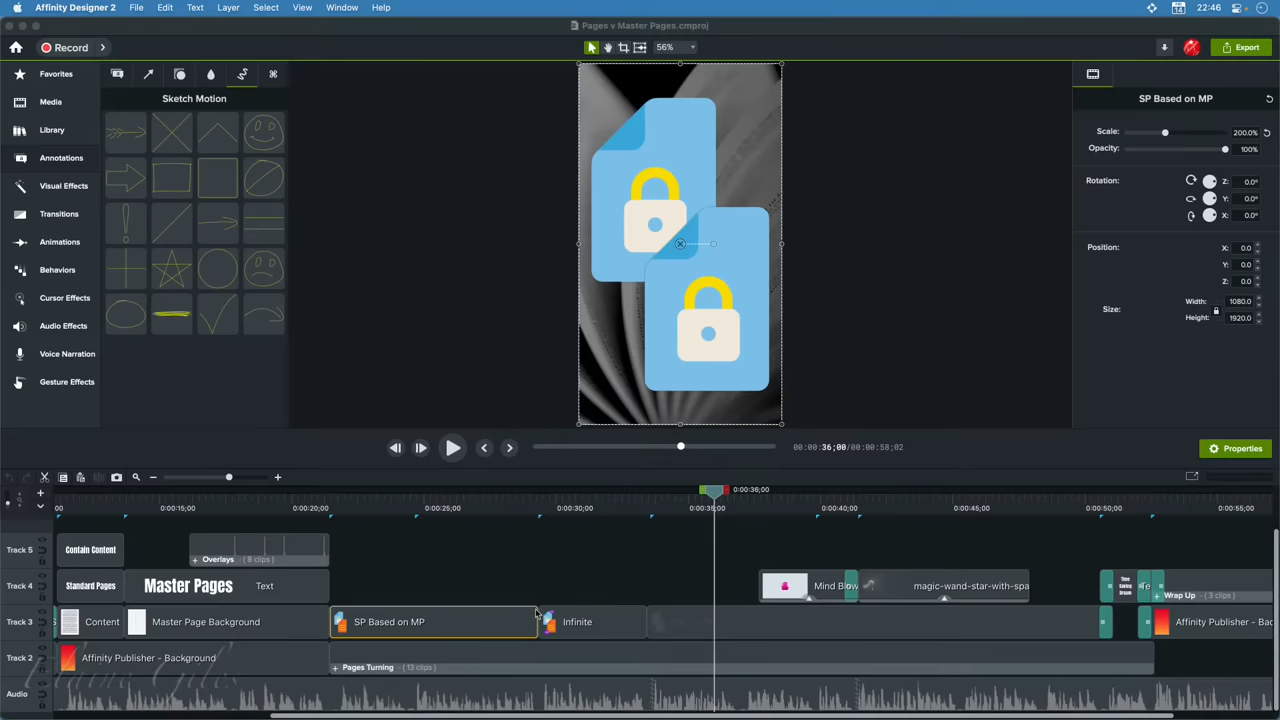 Affinity Designer 2 File Edit Text Layer Select View Window Help 14 22:46
Pages v Master Pages.cmproj
Record 56% Export
Favorites
Media
Library
Annotations
Visual Effects
Transitions
Animations
Behaviors
Cursor Effects
Audio Effects
Voice Narration
Gesture Effects
Sketch Motion
SP Based on MP
Scale: 200.0%
Opacity: 100%
Rotation: Z: 0.0°
Y: 0.0°
X: 0.0°
Position: X: 0.0
Y: 0.0
Z: 0.0
Size: Width: 1080.0
Height: 1920.0
00:00:36;00/00:00:58;02
Properties
0:00:36;00
00 0:00:15;00 0:00:20;00 0:00:25;00 0:00:30;00 0:00:35;00 0:00:40;00 0:00:45;00 0:00:50;00 0:00:55;00
Track 5 Contain Content + Overlays (8 clips)
Track 4 Standard Pages Master Pages Text Mind Blow magic-wand-star-with-spa Time Saving Dream Te + Wrap Up (3 clips)
Track 3 S Content Master Page Background SP Based on MP Infinite Affinity Publisher - Bac
Track 2 Affinity Publisher - Background + Pages Turning (13 clips)
Audio